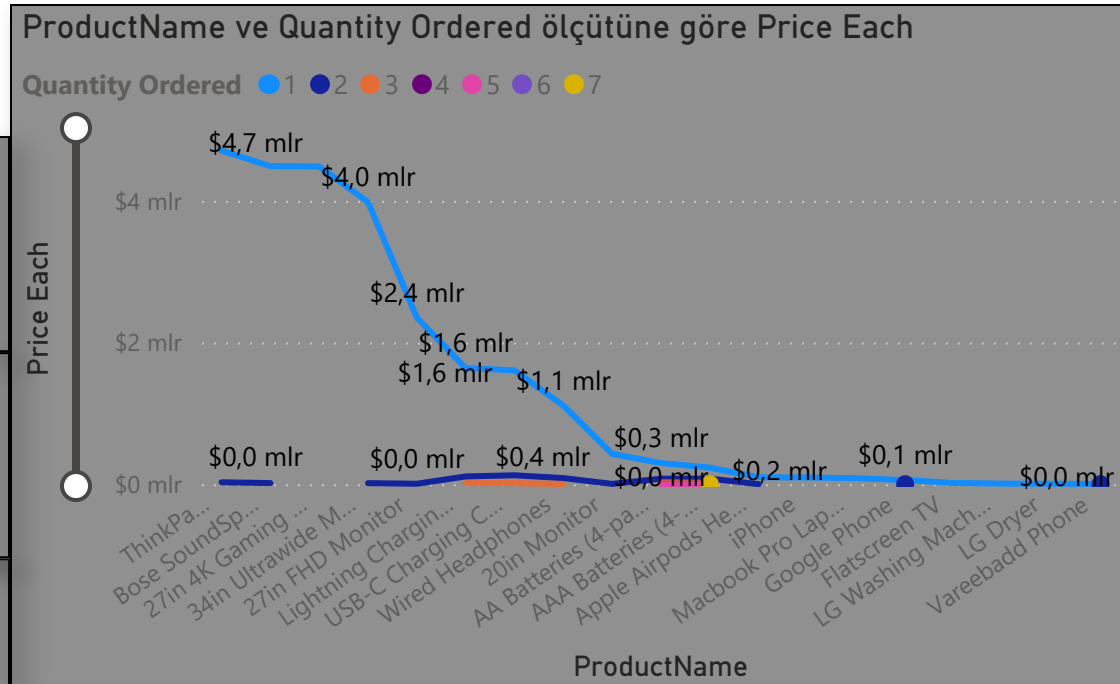 ProductName ve Quantity Ordered ölçütüne göre Price Each
Quantity Ordered 1 2 3 4 5 6 7
$4,7 mlr
$4,0 mlr
$4 mlr
$2,4 mlr
$1,6 mlr
$2 mlr
$1,6 mlr
$1,1 mlr
$0,3 mlr
$0,1 mlr
$0,0 mlr
$0,0 mlr
$0,4 mlr
$0,2 mlr
$0,0 mlr
$0,0 mlr
$0 mlr
Price Each
ThinkPa...
Bose SoundSp...
27in 4K Gaming ...
34in Ultrawide M...
27in FHD Monitor
Lightning Chargin...
USB-C Charging C...
Wired Headphones
20in Monitor
AA Batteries (4-pa...
AAA Batteries (4-...
Apple Airpods He...
iPhone
Macbook Pro Lap...
Google Phone
Flatscreen TV
LG Washing Mach...
LG Dryer
Vareebadd Phone
ProductName